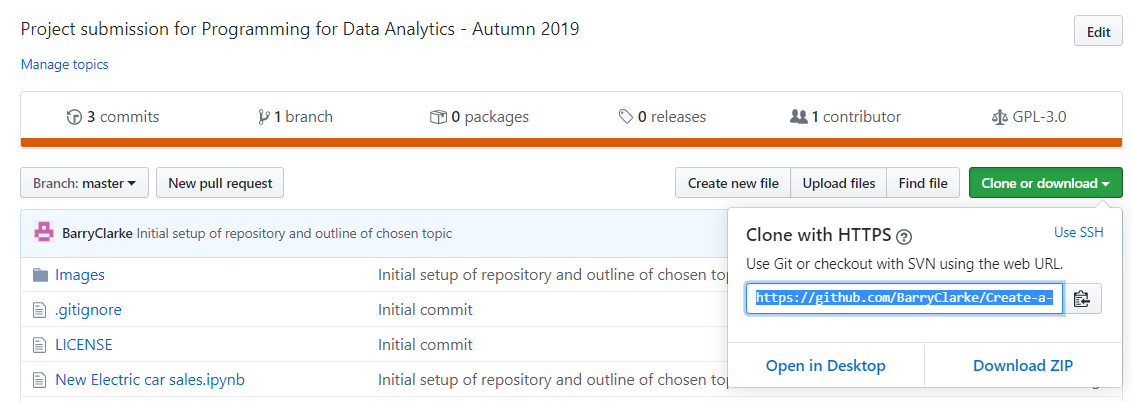 Project submission for Programming for Data Analytics - Autumn 2019
Edit
Manage topics
3 commits
1 branch
0 packages
0 releases
1 contributor
GPL-3.0
Branch: master
New pull request
Create new file
Upload files
Find file
Clone or download
BarryClarke Initial setup of repository and outline of chosen topic
Images
Initial setup of repository and outline of chosen
.gitignore
Initial commit
LICENSE
Initial commit
New Electric car sales.ipynb
Initial setup of repository and outline of chosen
Clone with HTTPS
Use SSH
Use Git or checkout with SVN using the web URL.
https://github.com/BarryClarke/Create-a-
Open in Desktop
Download ZIP